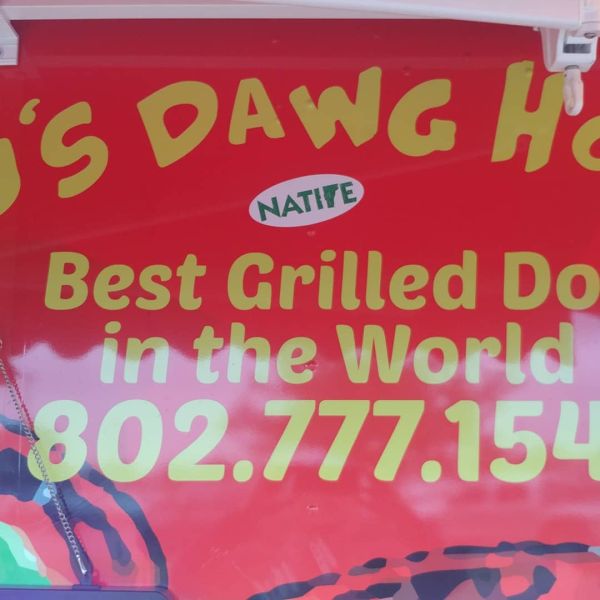 'S DAWG HO
NATIVE
Best Grilled Do
in the World
802.777.154